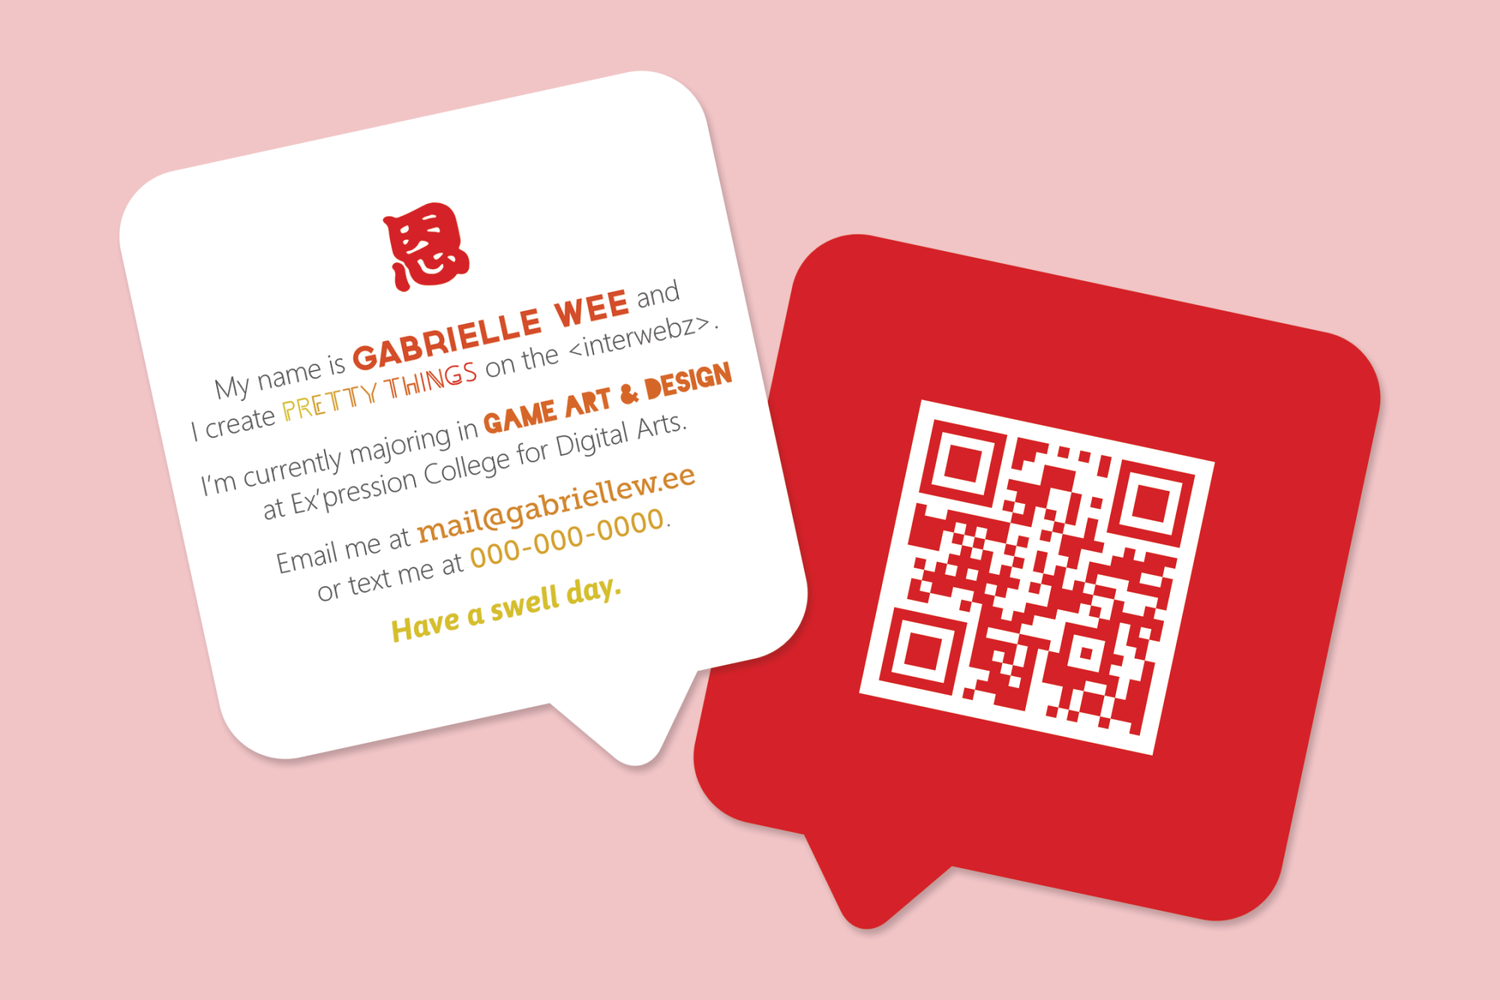 恩
My name is GABRIELLE WEE and
I create PRETTY THINGS on the <interwebz>.
I'm currently majoring in GAME ART & DESIGN
at Ex'pression College for Digital Arts.
Email me at mail@gabriellew.ee
or text me at 000-000-0000.
Have a swell day.